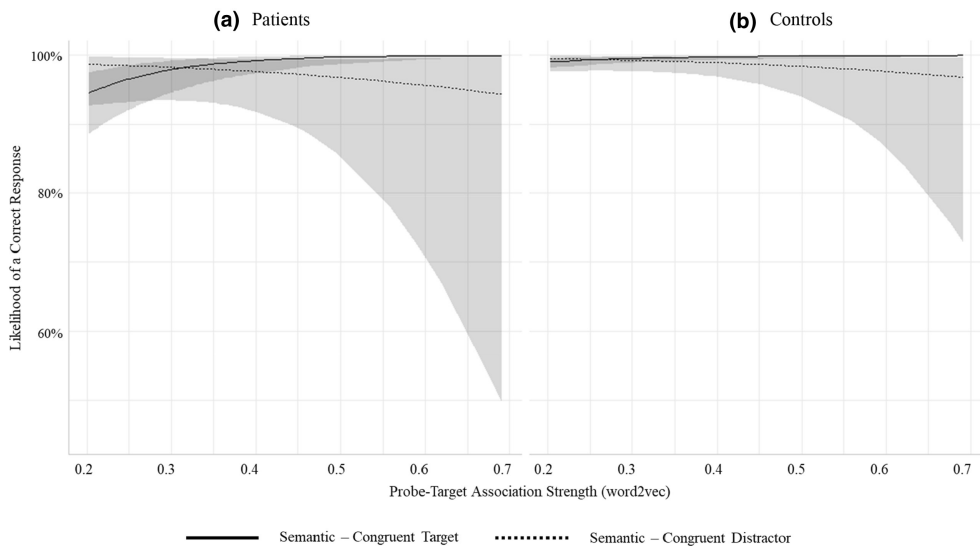 (a) Patients
(b) Controls
Likelihood of a Correct Response
100%
80%
60%
0.2 0.3 0.4 0.5 0.6 0.7
0.2 0.3 0.4 0.5 0.6 0.7
Probe-Target Association Strength (word2vec)
Semantic – Congruent Target
Semantic – Congruent Distractor